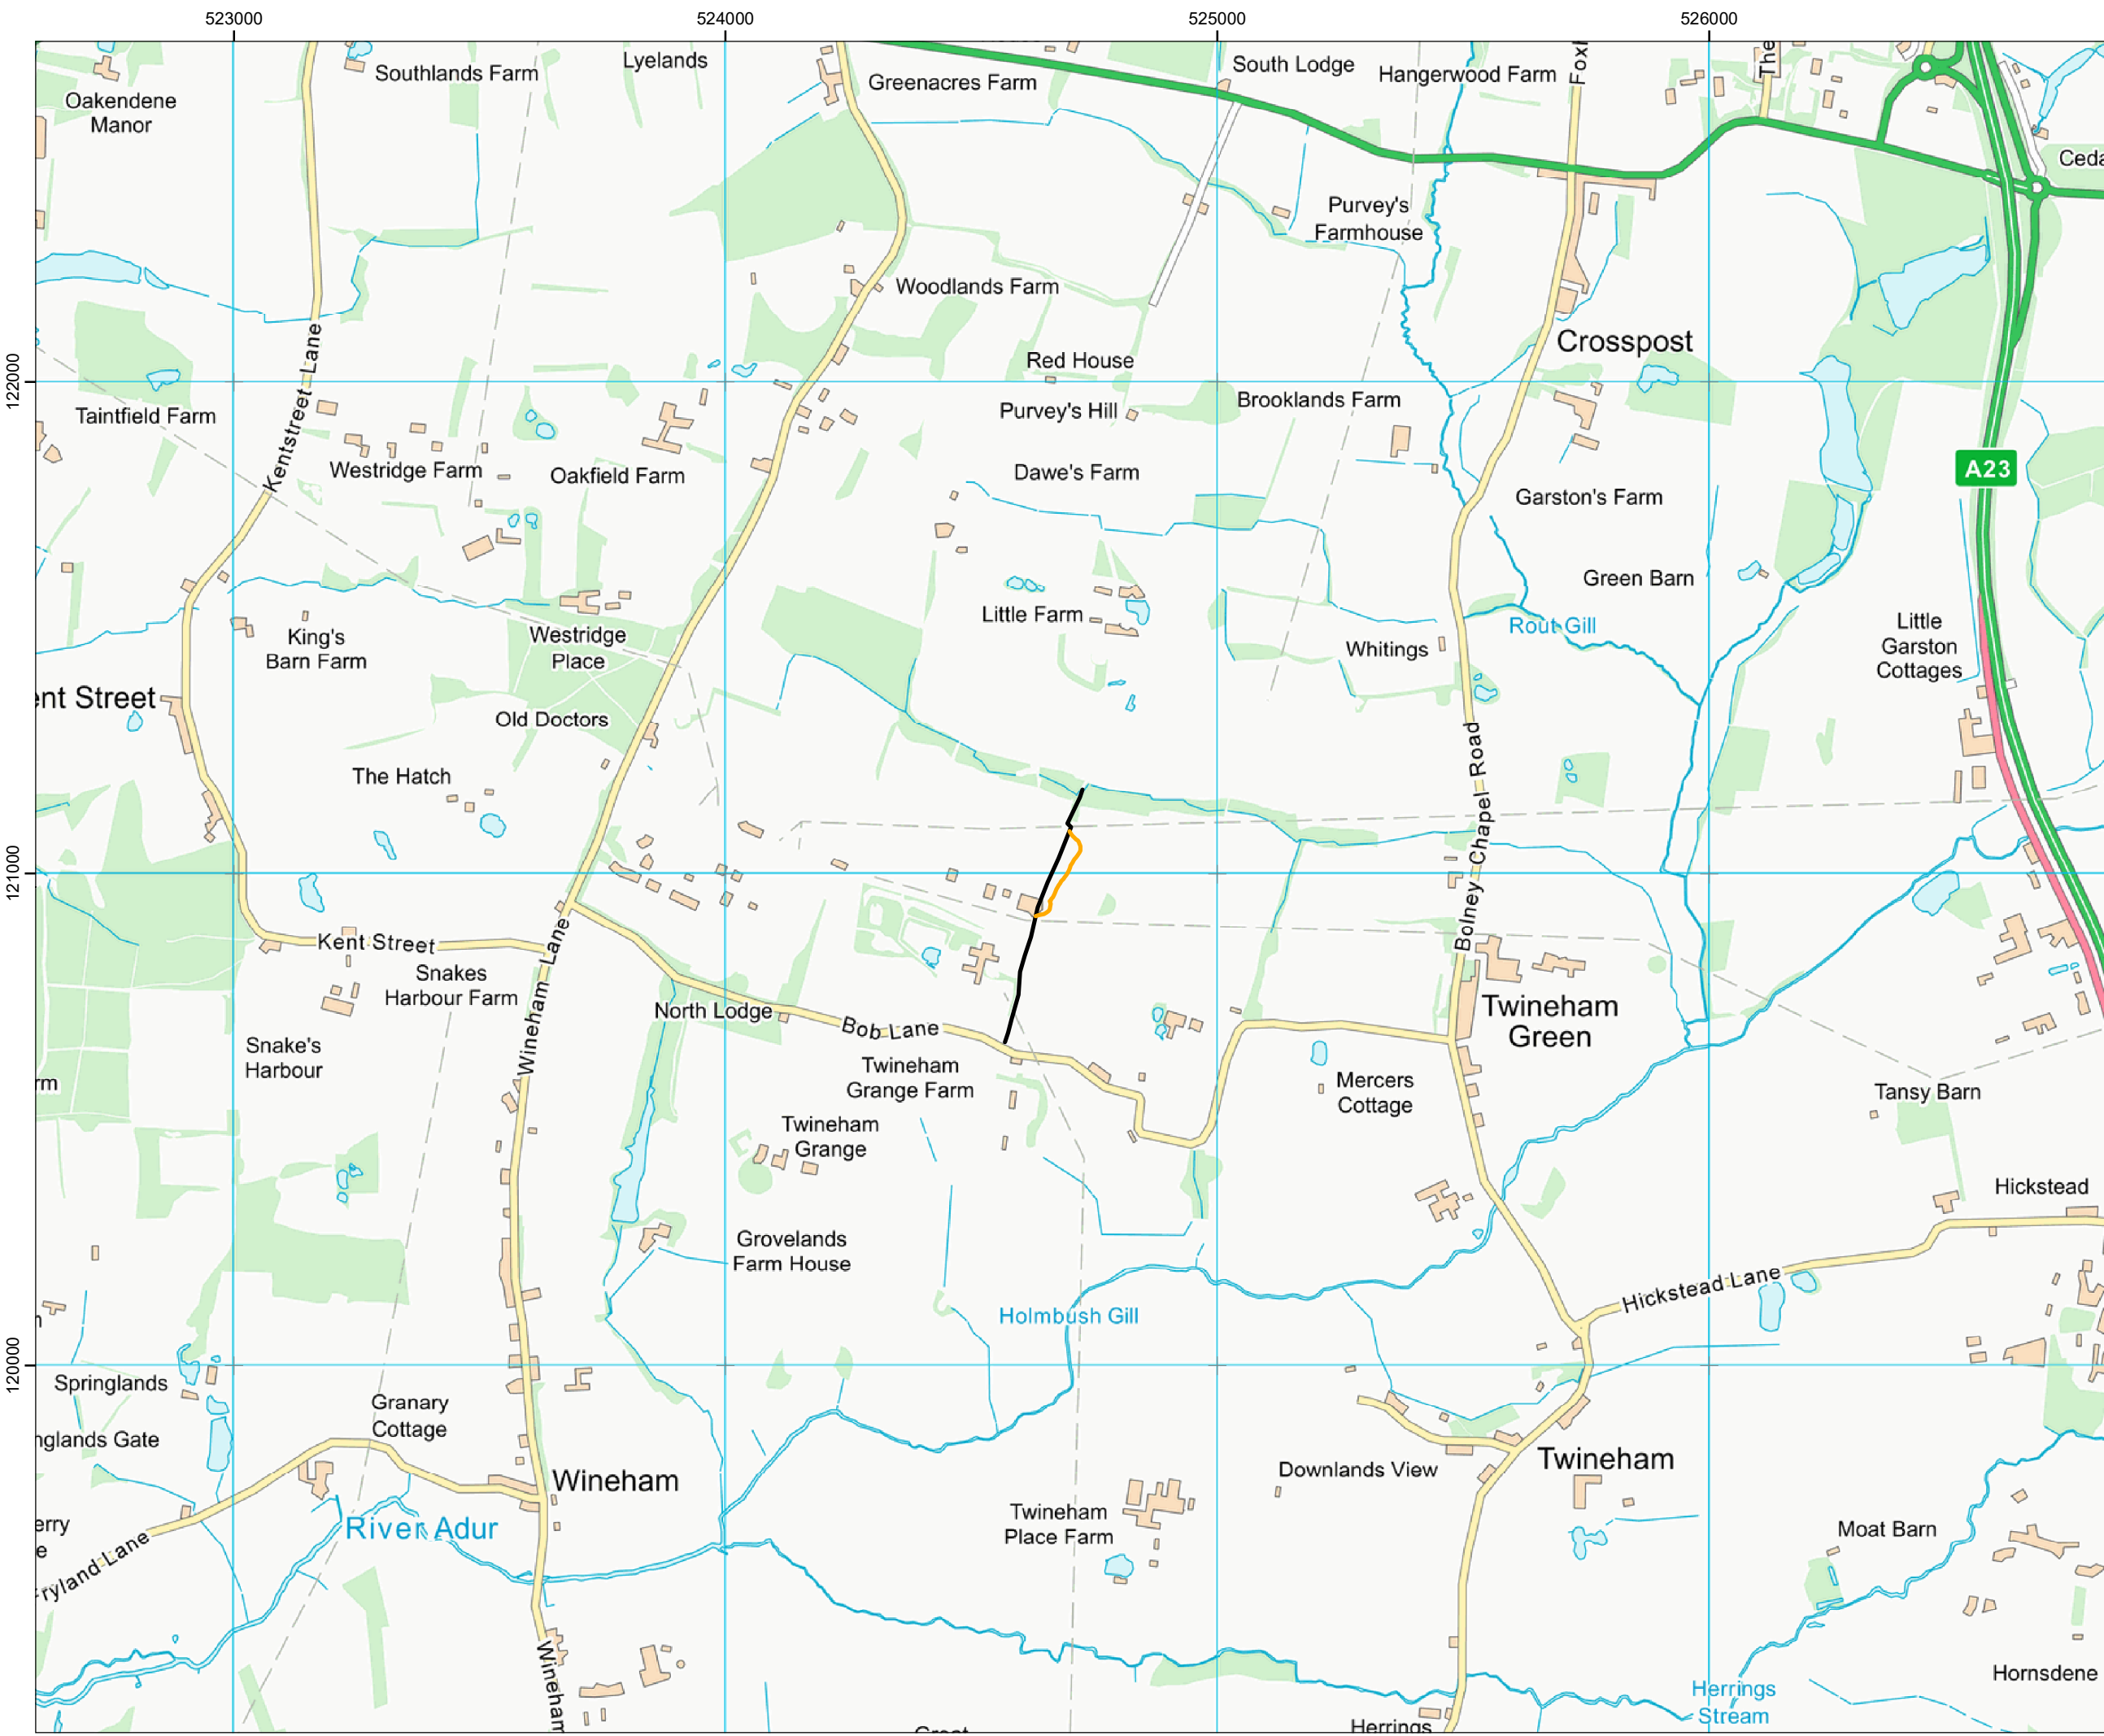 523000
524000
525000
526000
122000
121000
120000
Southlands Farm
Lyelands
Oakendene
Manor
Greenacres Farm
South Lodge
Hangerwood Farm
The
Purvey's
Farmhouse
Woodlands Farm
Crosspost
Red House
Kentstreet Lane
Taintfield Farm
Purvey's Hill
Brooklands Farm
Westridge Farm
Oakfield Farm
Dawe's Farm
A23
Garston's Farm
Green Barn
Little Farm
Rout Gill
Little
Garston
Cottages
King's
Barn Farm
Westridge
Place
Whitings
ent Street
Old Doctors
The Hatch
Bolney Chapel Road
Kent Street
Snakes
Harbour Farm
Wineham Lane
North Lodge
Bob Lane
Twineham
Green
Snake's
Harbour
Twineham
Grange Farm
Mercers
Cottage
Tansy Barn
rm
Twineham
Grange
Hickstead
Grovelands
Farm House
Hickstead Lane
Holmbush Gill
Springlands
Granary
Cottage
nglands Gate
Wineham
Downlands View
Twineham
River Adur
Twineham
Place Farm
Moat Barn
erry
e
ryland Lane
Wineham
Hornsdene
Herrings
Stream
Herrings